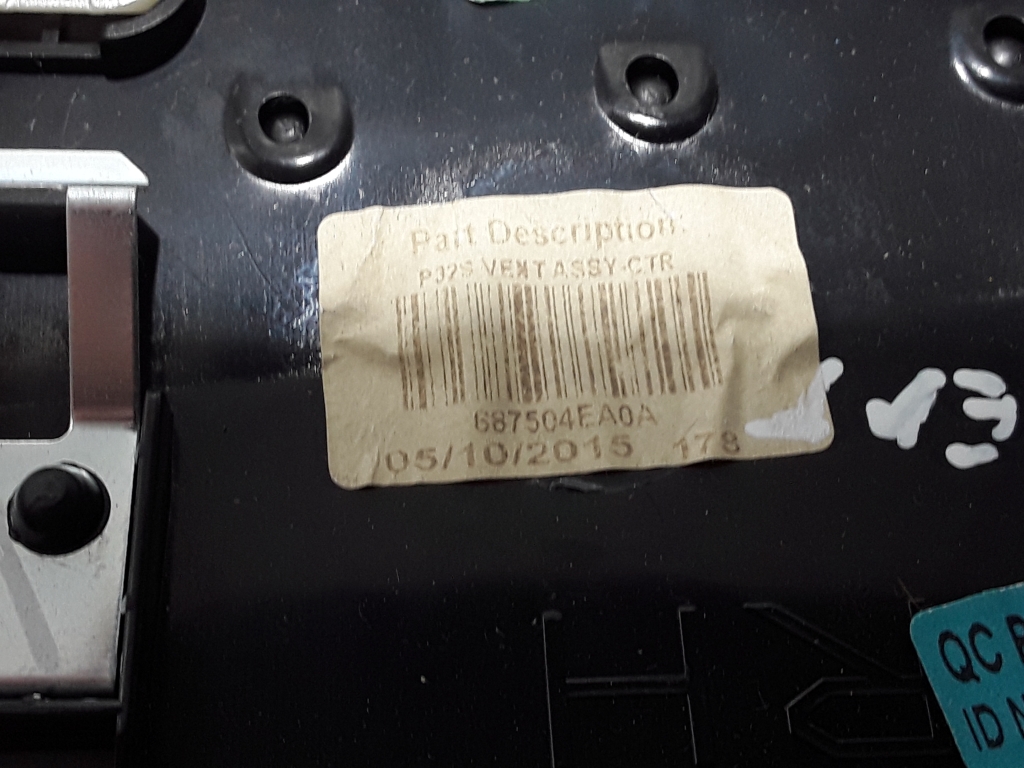 Part Description:
P32S VENT ASSY-CTR
687504EA0A
05/10/2015 178
QC
ID